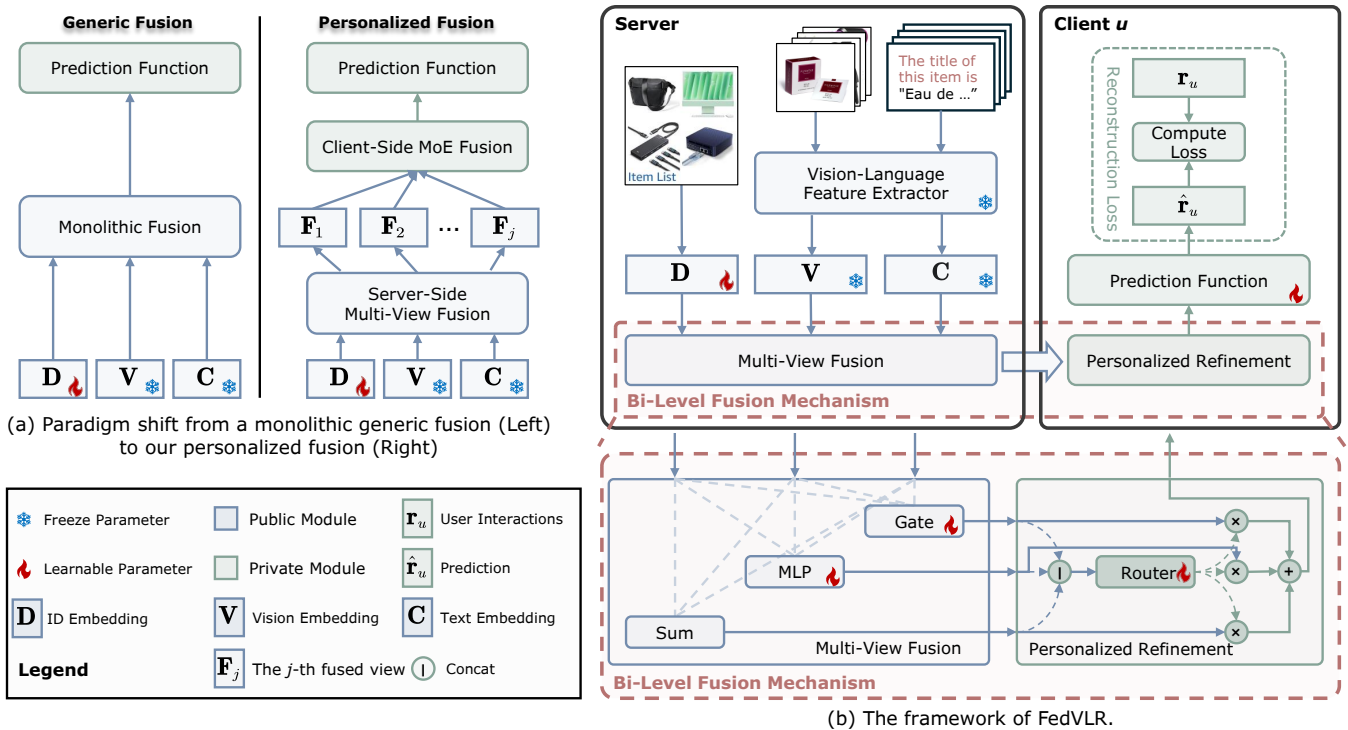 Generic Fusion
Prediction Function
Monolithic Fusion
D
V
C
Personalized Fusion
Prediction Function
Client-Side MoE Fusion
F1
F2
...
Fj
Server-Side
Multi-View Fusion
D
V
C
(a) Paradigm shift from a monolithic generic fusion (Left)
to our personalized fusion (Right)
Freeze Parameter
Public Module
ru User Interactions
Learnable Parameter
Private Module
r̂u Prediction
D ID Embedding
V Vision Embedding
C Text Embedding
Legend
Fj The j-th fused view
| Concat
Server
Item List
The title of
this item is
"Eau de ...”
Vision-Language
Feature Extractor
D
V
C
Multi-View Fusion
Bi-Level Fusion Mechanism
Client u
Reconstruction Loss
ru
Compute
Loss
r̂u
Prediction Function
Personalized Refinement
Gate
MLP
Sum
Multi-View Fusion
|
Router
×
×
×
+
Personalized Refinement
Bi-Level Fusion Mechanism
(b) The framework of FedVLR.